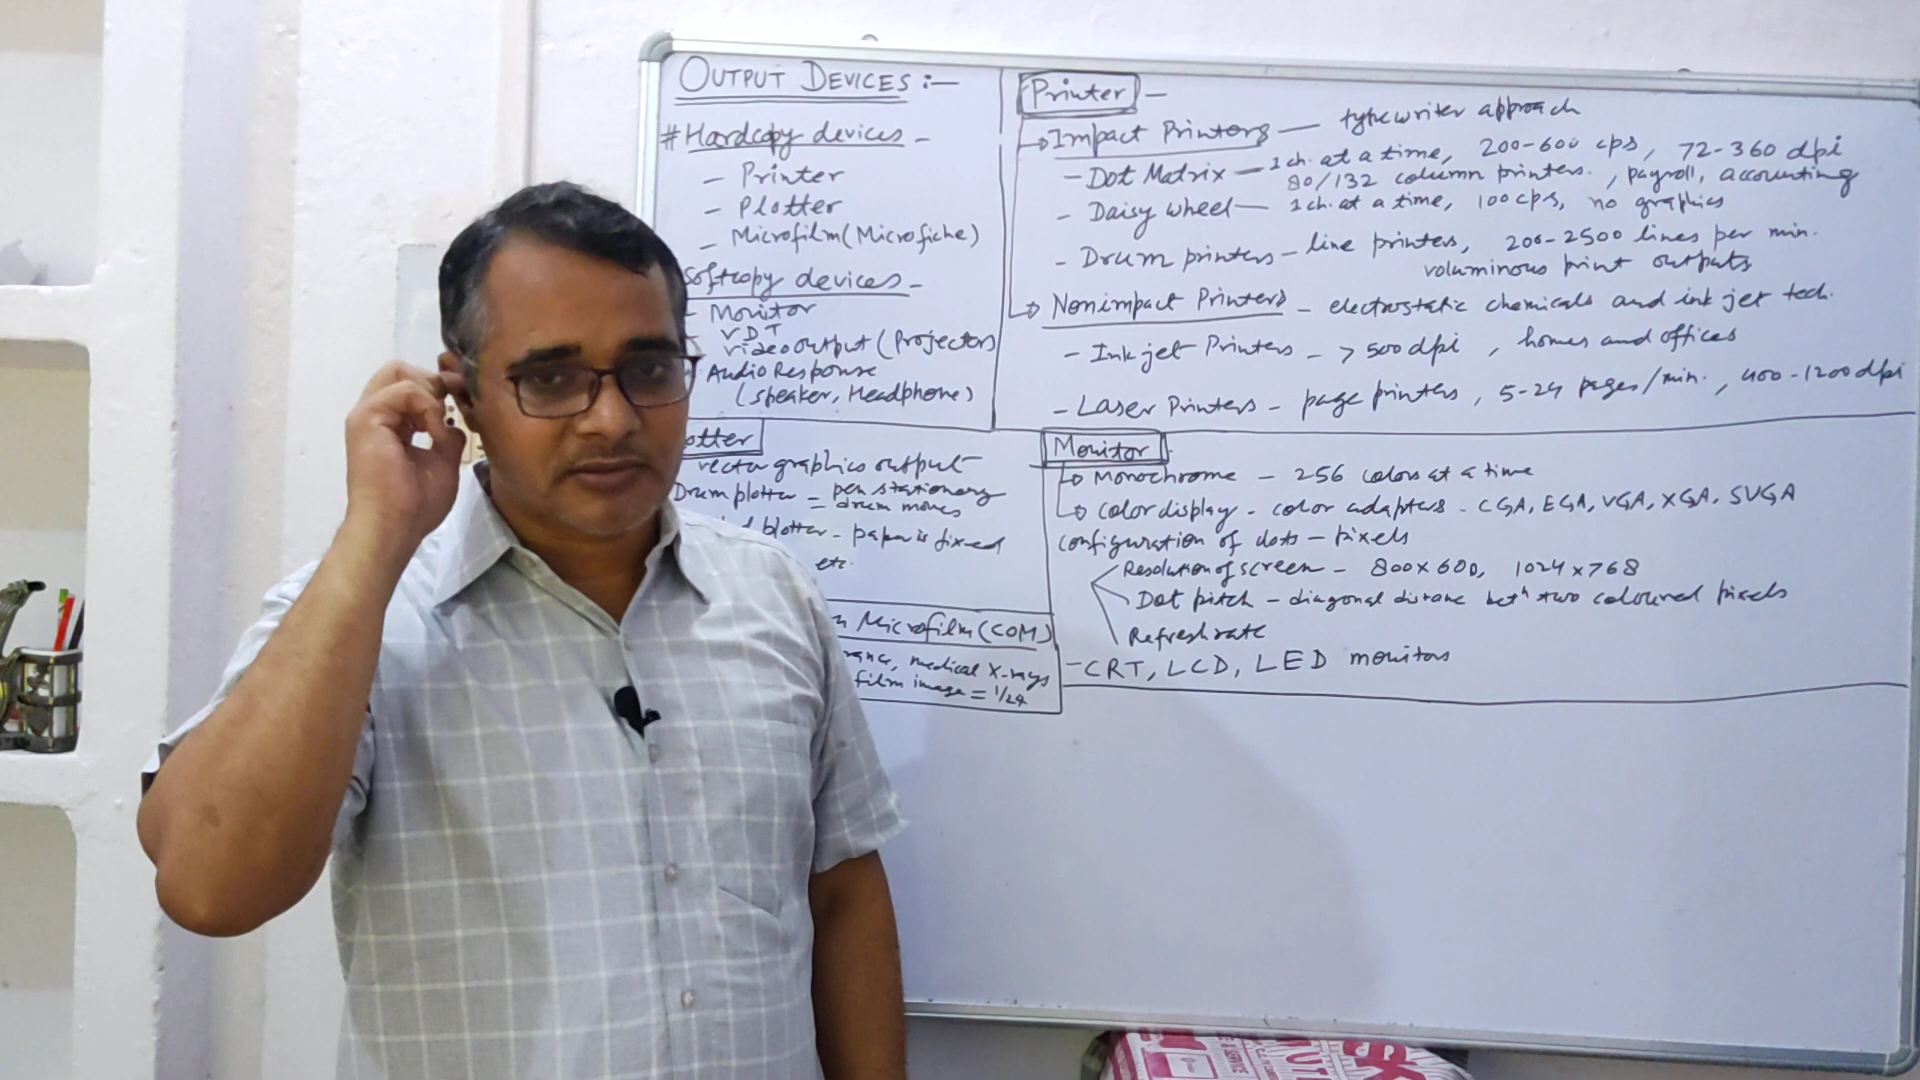 OUTPUT DEVICES :-
# Hardcopy devices -
- Printer
- Plotter
- Microfilm (Microfiche)
Softcopy devices -
- Monitor
VDT
video output (Projectors
Audio Response
(speaker, Headphone)
otter
vector graphics output
Drum plotter = pen stationery
= drum moves
plotter - paper is fixed
etc.
n Microfilm (COM)
rance, medical X-rays
film image = 1/24
Printer -
→ Impact Printers — typewriter approach
- Dot Matrix — 1 ch. at a time, 200-600 cps, 72-360 dpi
80/132 column printers. , payroll, accounting
- Daisy wheel — 1 ch. at a time, 100 cps, no graphics
- Drum printers - line printers, 200-2500 lines per min.
voluminous print outputs
→ Nonimpact Printers - electrostatic chemicals and ink jet tech.
- Inkjet Printers - > 500 dpi , homes and offices
- Laser Printers - page printers, 5-24 pages/min. , 400-1200 dpi
Monitor
→ Monochrome - 256 colors at a time
→ color display - color adapters - CGA, EGA, VGA, XGA, SVGA
configuration of dots - pixels
Resolution of screen - 800x600, 1024x768
Dot pitch - diagonal distane betn two coloured pixels
Refresh rate
- CRT, LCD, LED monitors